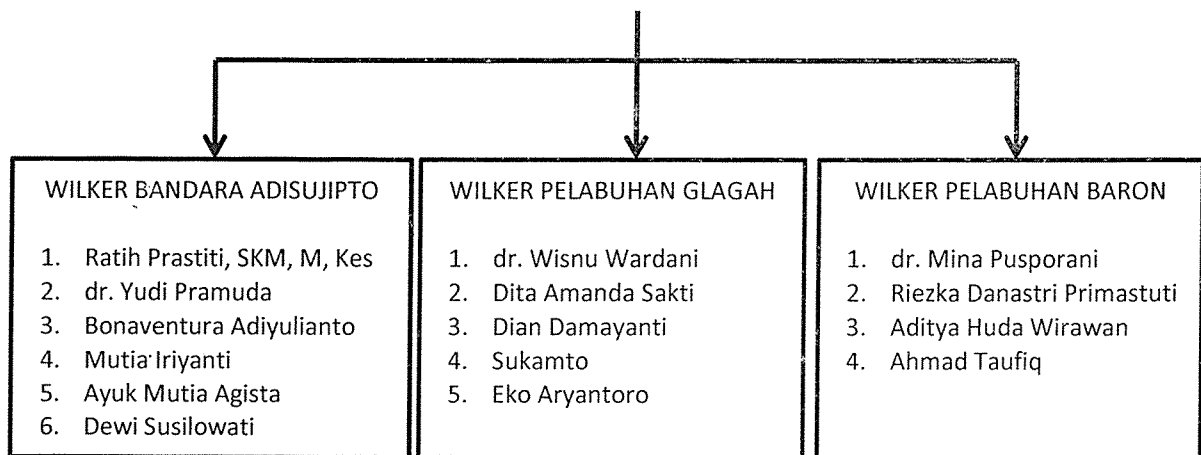 WILKER BANDARA ADISUJIPTO
1. Ratih Prastiti, SKM, M, Kes
2. dr. Yudi Pramuda
3. Bonaventura Adiyulianto
4. Mutia Iriyanti
5. Ayuk Mutia Agista
6. Dewi Susilowati
WILKER PELABUHAN GLAGAH
1. dr. Wisnu Wardani
2. Dita Amanda Sakti
3. Dian Damayanti
4. Sukamto
5. Eko Aryantoro
WILKER PELABUHAN BARON
1. dr. Mina Pusporani
2. Riezka Danastri Primastuti
3. Aditya Huda Wirawan
4. Ahmad Taufiq